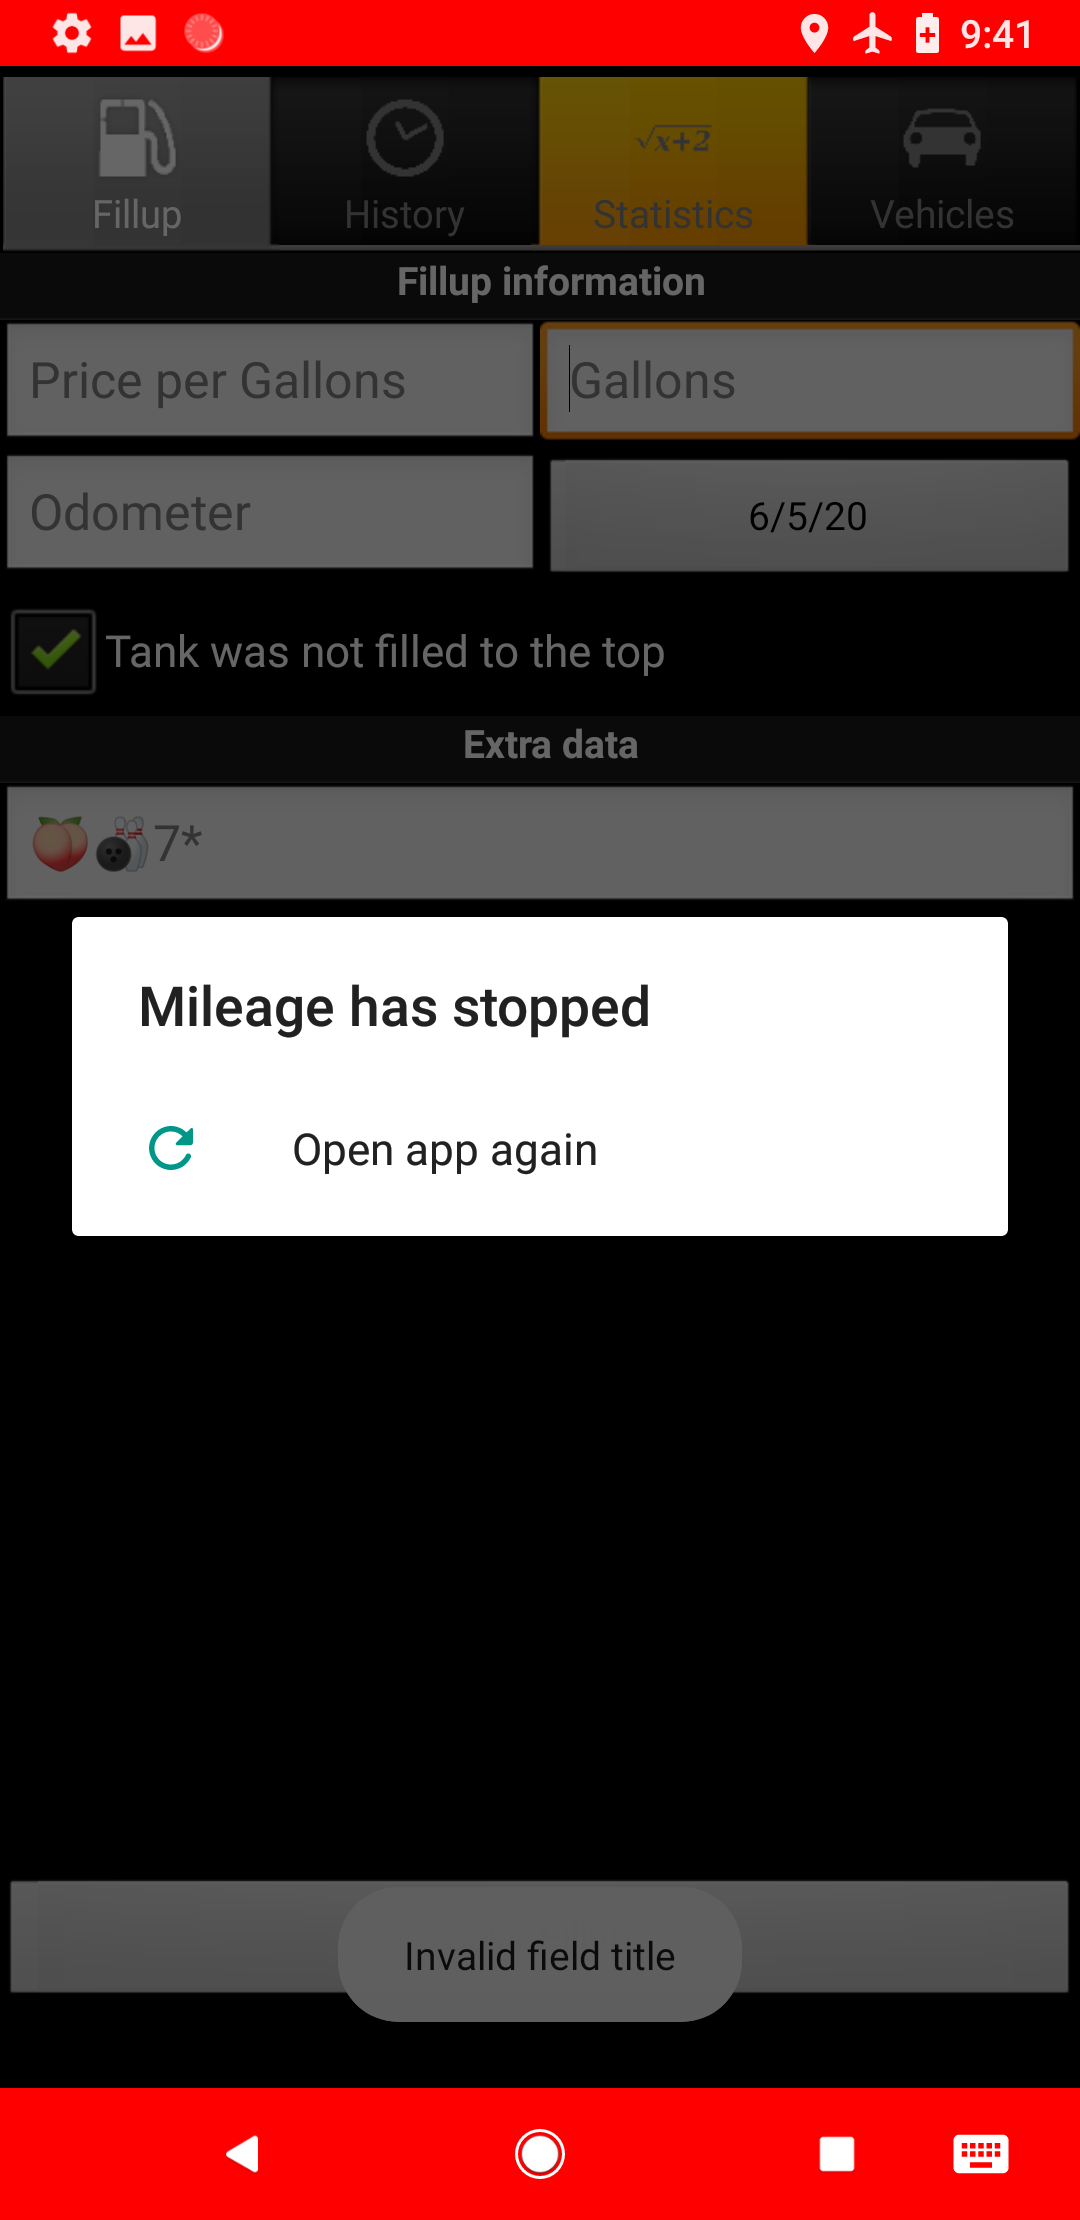 9:41
√x+2
Fillup
History
Statistics
Vehicles
Fillup information
Price per Gallons
Gallons
Odometer
6/5/20
Tank was not filled to the top
Extra data
🍑🎳7*
Mileage has stopped
Open app again
Invalid field title